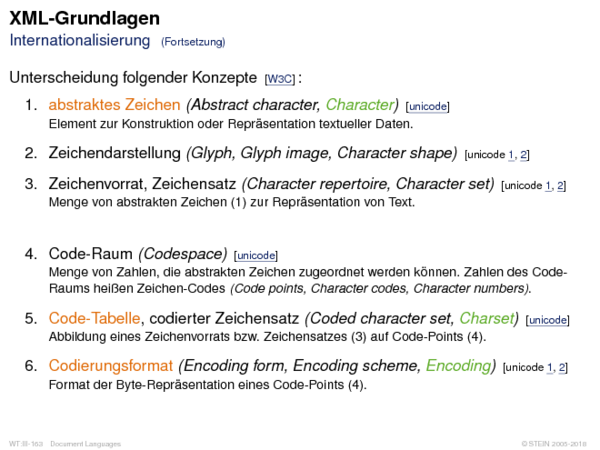 XML-Grundlagen
Internationalisierung (Fortsetzung)
Unterscheidung folgender Konzepte [W3C] :
1. abstraktes Zeichen (Abstract character, Character) [unicode]
Element zur Konstruktion oder Repräsentation textueller Daten.
2. Zeichendarstellung (Glyph, Glyph image, Character shape) [unicode 1, 2]
3. Zeichenvorrat, Zeichensatz (Character repertoire, Character set) [unicode 1, 2]
Menge von abstrakten Zeichen (1) zur Repräsentation von Text.
4. Code-Raum (Codespace) [unicode]
Menge von Zahlen, die abstrakten Zeichen zugeordnet werden können. Zahlen des Code-
Raums heißen Zeichen-Codes (Code points, Character codes, Character numbers).
5. Code-Tabelle, codierter Zeichensatz (Coded character set, Charset) [unicode]
Abbildung eines Zeichenvorrats bzw. Zeichensatzes (3) auf Code-Points (4).
6. Codierungsformat (Encoding form, Encoding scheme, Encoding) [unicode 1, 2]
Format der Byte-Repräsentation eines Code-Points (4).
WT:III-163 Document Languages
© STEIN 2005-2018